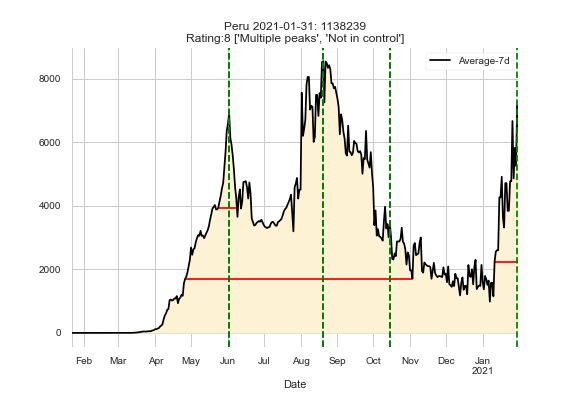 Peru 2021-01-31: 1138239
Rating:8 ['Multiple peaks', 'Not in control']
Average-7d
8000
6000
4000
2000
0
Feb Mar Apr May Jun Jul Aug Sep Oct Nov Dec Jan
2021
Date